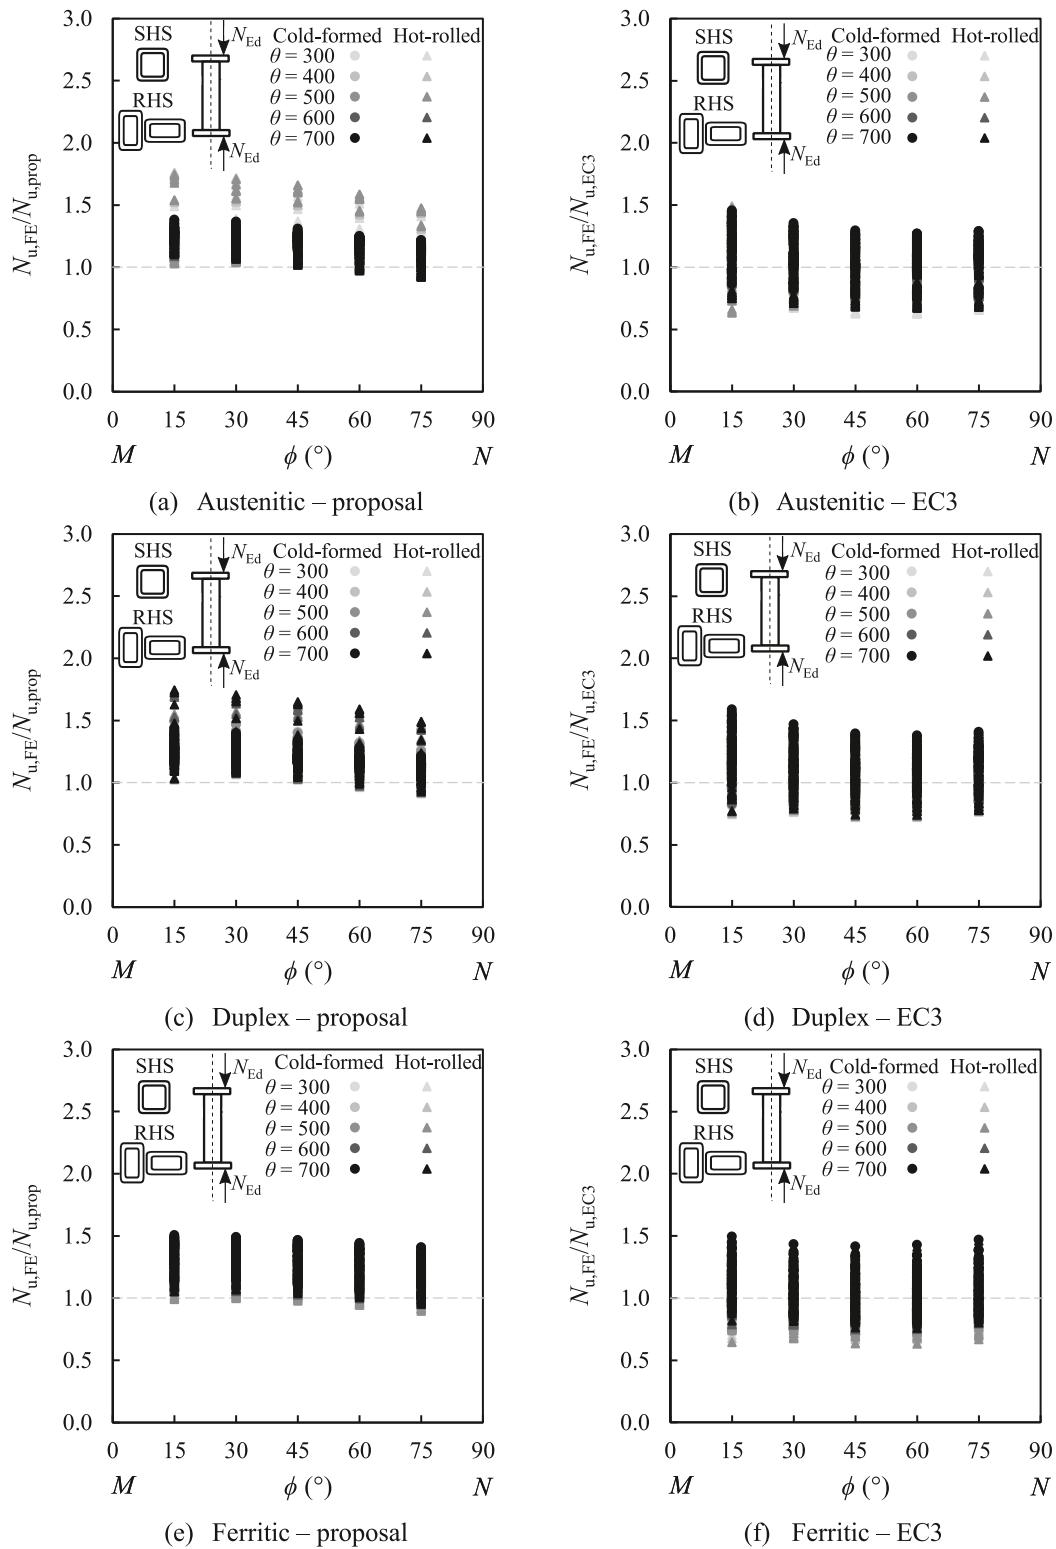 3.0
2.5
2.0
1.5
1.0
0.5
0.0
N_u,FE/N_u,prop
SHS
RHS
N_Ed
N_Ed
Cold-formed Hot-rolled
θ = 300
θ = 400
θ = 500
θ = 600
θ = 700
0 15 30 45 60 75 90
M ϕ (°) N
(a) Austenitic – proposal
3.0
2.5
2.0
1.5
1.0
0.5
0.0
N_u,FE/N_u,EC3
SHS
RHS
N_Ed
N_Ed
Cold-formed Hot-rolled
θ = 300
θ = 400
θ = 500
θ = 600
θ = 700
0 15 30 45 60 75 90
M ϕ (°) N
(b) Austenitic – EC3
3.0
2.5
2.0
1.5
1.0
0.5
0.0
N_u,FE/N_u,prop
SHS
RHS
N_Ed
N_Ed
Cold-formed Hot-rolled
θ = 300
θ = 400
θ = 500
θ = 600
θ = 700
0 15 30 45 60 75 90
M ϕ (°) N
(c) Duplex – proposal
3.0
2.5
2.0
1.5
1.0
0.5
0.0
N_u,FE/N_u,EC3
SHS
RHS
N_Ed
N_Ed
Cold-formed Hot-rolled
θ = 300
θ = 400
θ = 500
θ = 600
θ = 700
0 15 30 45 60 75 90
M ϕ (°) N
(d) Duplex – EC3
3.0
2.5
2.0
1.5
1.0
0.5
0.0
N_u,FE/N_u,prop
SHS
RHS
N_Ed
N_Ed
Cold-formed Hot-rolled
θ = 300
θ = 400
θ = 500
θ = 600
θ = 700
0 15 30 45 60 75 90
M ϕ (°) N
(e) Ferritic – proposal
3.0
2.5
2.0
1.5
1.0
0.5
0.0
N_u,FE/N_u,EC3
SHS
RHS
N_Ed
N_Ed
Cold-formed Hot-rolled
θ = 300
θ = 400
θ = 500
θ = 600
θ = 700
0 15 30 45 60 75 90
M ϕ (°) N
(f) Ferritic – EC3